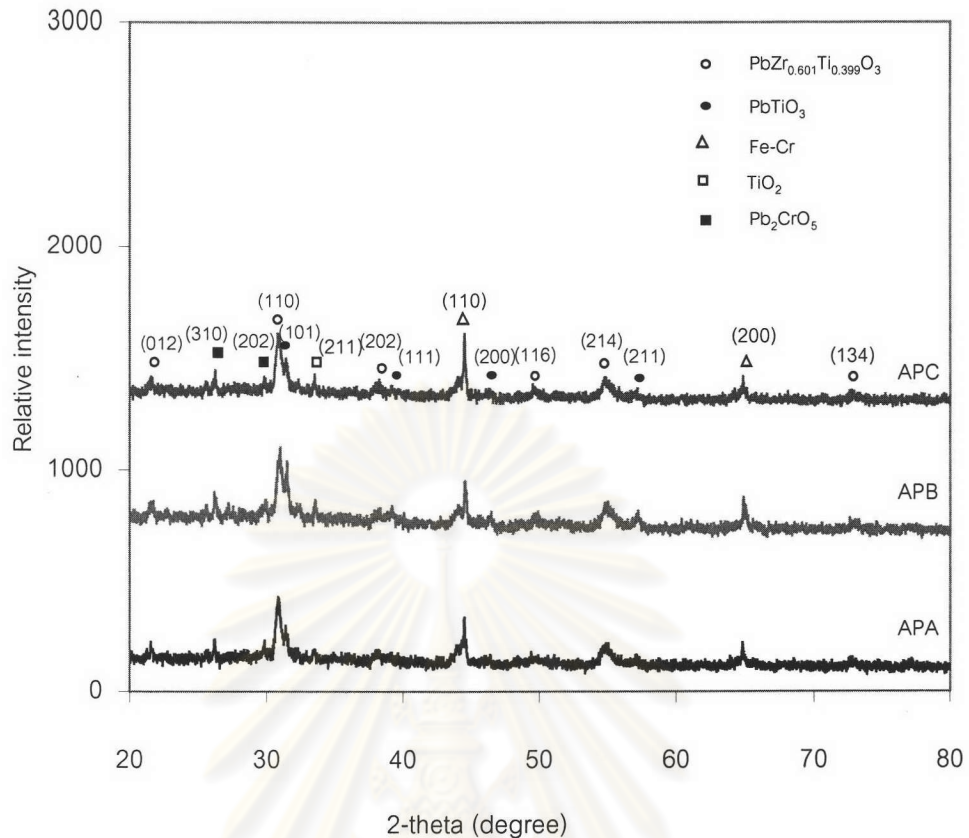 3000
2000
1000
0
Relative intensity
PbZr0.601Ti0.399O3
PbTiO3
Fe-Cr
TiO2
Pb2CrO5
(012)
(310)
(202)
(110)
(101)
(211)
(202)
(111)
(110)
(200)
(116)
(214)
(211)
(200)
(134)
APC
APB
APA
20 30 40 50 60 70 80
2-theta (degree)